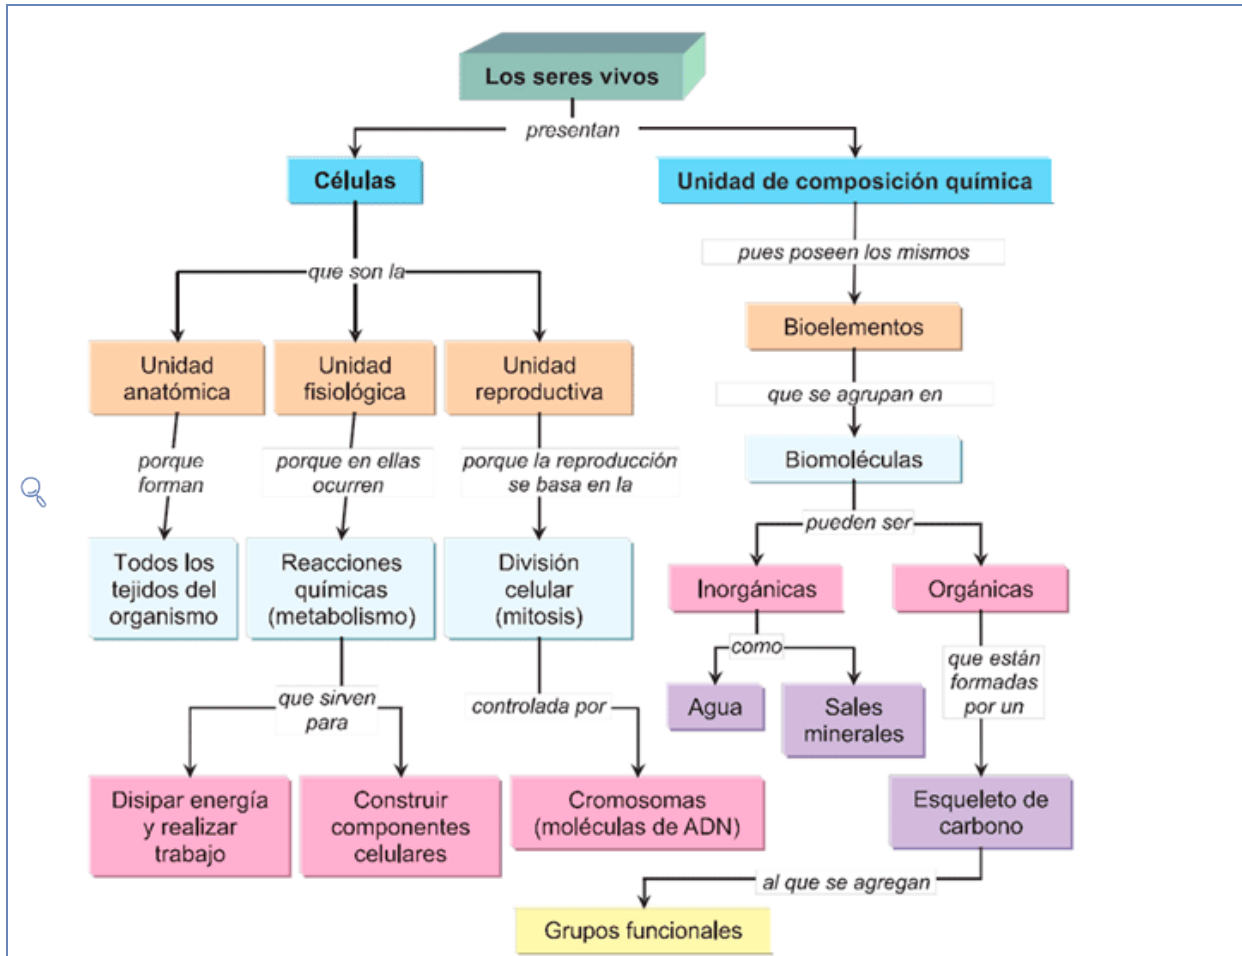 Los seres vivos
presentan
Células
Unidad de composición química
que son la
pues poseen los mismos
Unidad
anatómica
Unidad
fisiológica
Unidad
reproductiva
Bioelementos
que se agrupan en
porque
forman
porque en ellas
ocurren
porque la reproducción
se basa en la
Biomoléculas
pueden ser
Todos los
tejidos del
organismo
Reacciones
químicas
(metabolismo)
División
celular
(mitosis)
Inorgánicas
Orgánicas
como
que están
formadas
por un
Agua
Sales
minerales
que sirven
para
controlada por
Disipar energía
y realizar
trabajo
Construir
componentes
celulares
Cromosomas
(moléculas de ADN)
Esqueleto de
carbono
al que se agregan
Grupos funcionales